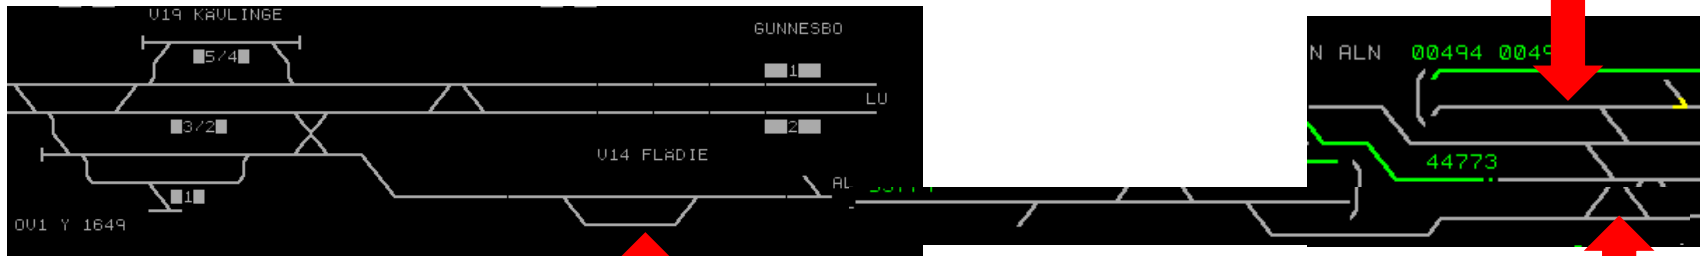 V19 KÄVLINGE
GUNNESBO
5/4
1
LU
3/2
2
V14 FLÄDIE
AL
1
OV1 Y 1649
N ALN 00494
44773